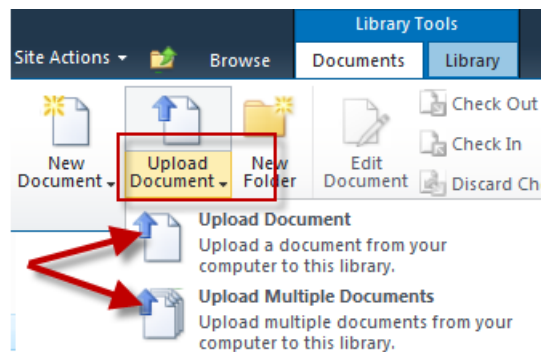 Library Tools
Site Actions Browse Documents Library
New Document
Upload Document
New Folder
Edit Document
Check Out
Check In
Discard Ch
Upload Document
Upload a document from your
computer to this library.
Upload Multiple Documents
Upload multiple documents from your
computer to this library.